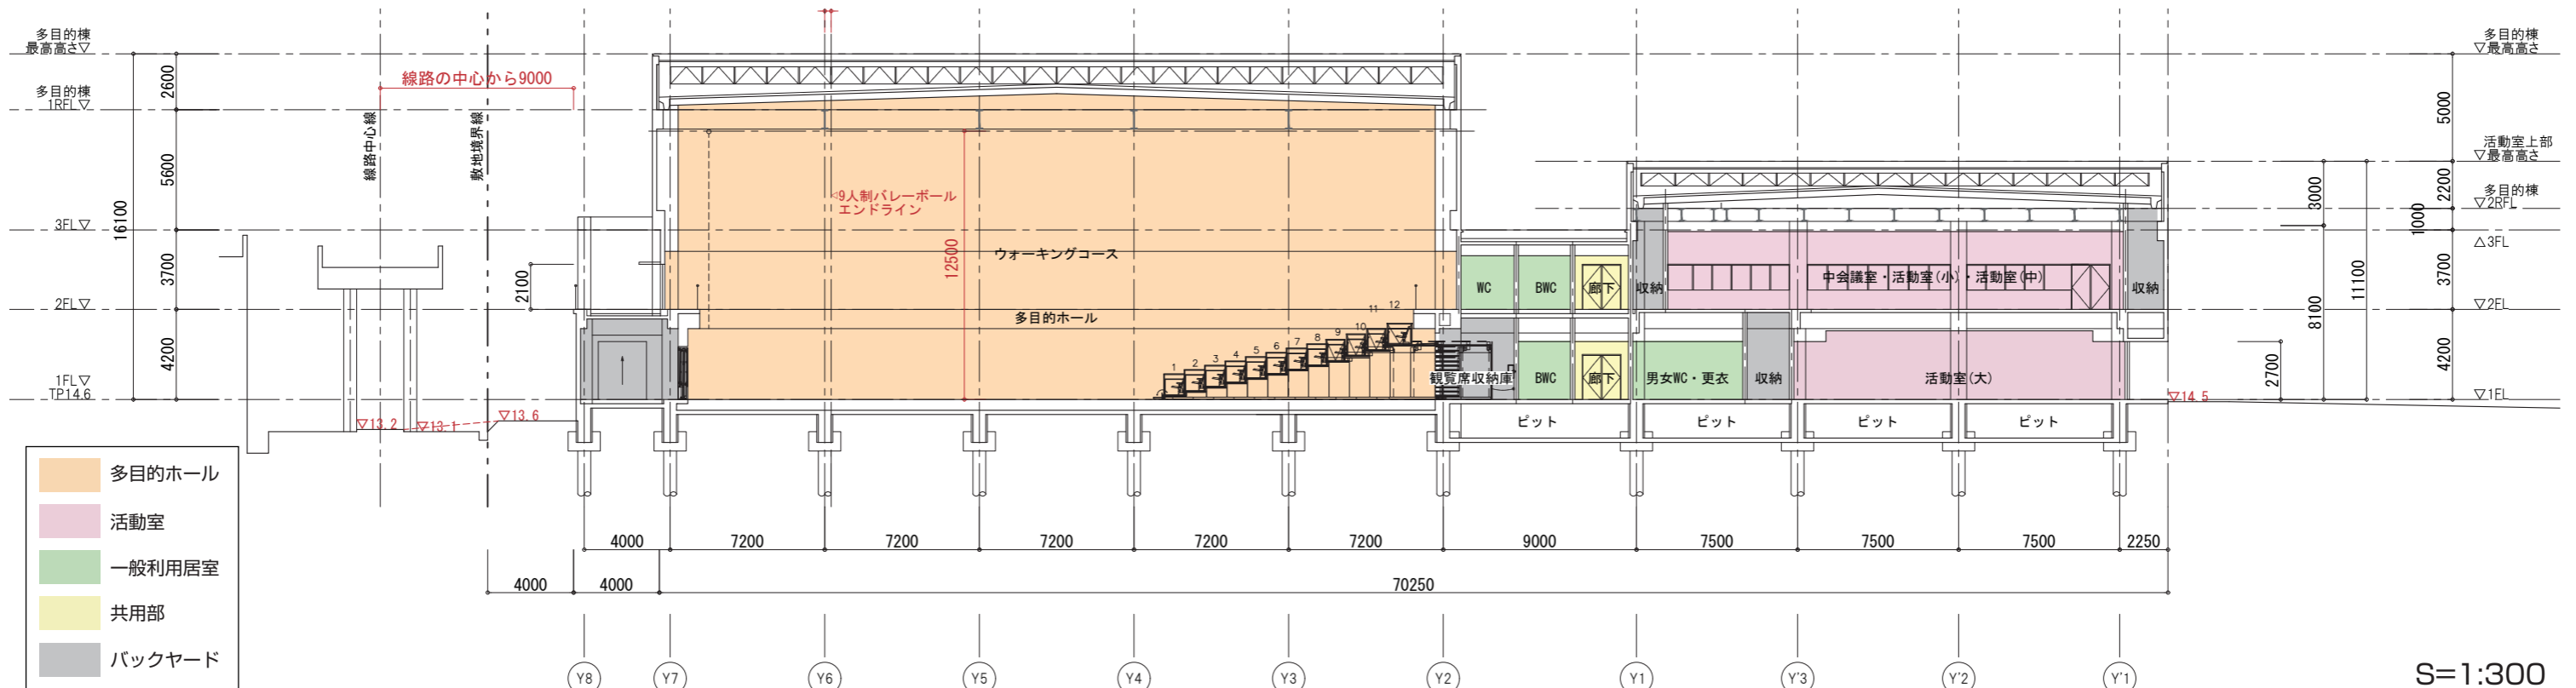 多目的棟
最高高さ▽
多目的棟
▽最高高さ
2600
線路の中心から9000
多目的棟
1RFL▽
線路中心線
敷地境界線
5000
16100
5600
活動室上部
▽最高高さ
◁9人制バレーボール
エンドライン
3000
2200
多目的棟
▽2RFL
3FL▽
1000
△3FL
12500
ウォーキングコース
3700
2100
WC
BWC
廊下
収納
中会議室・活動室(小)・活動室(中)
収納
8100
11100
3700
2FL▽
▽2FL
多目的ホール
1
2
3
4
5
6
7
8
9
10
11
12
4200
観覧席収納庫
BWC
廊下
男女WC・更衣
収納
活動室(大)
2700
4200
1FL▽
TP14.6
▽14.5
▽1FL
▽13.2
▽13.1
▽13.6
ピット
ピット
ピット
ピット
多目的ホール
活動室
一般利用居室
共用部
バックヤード
4000
7200
7200
7200
7200
7200
9000
7500
7500
7500
2250
4000
4000
70250
Y8
Y7
Y6
Y5
Y4
Y3
Y2
Y1
Y'3
Y'2
Y'1
S=1:300